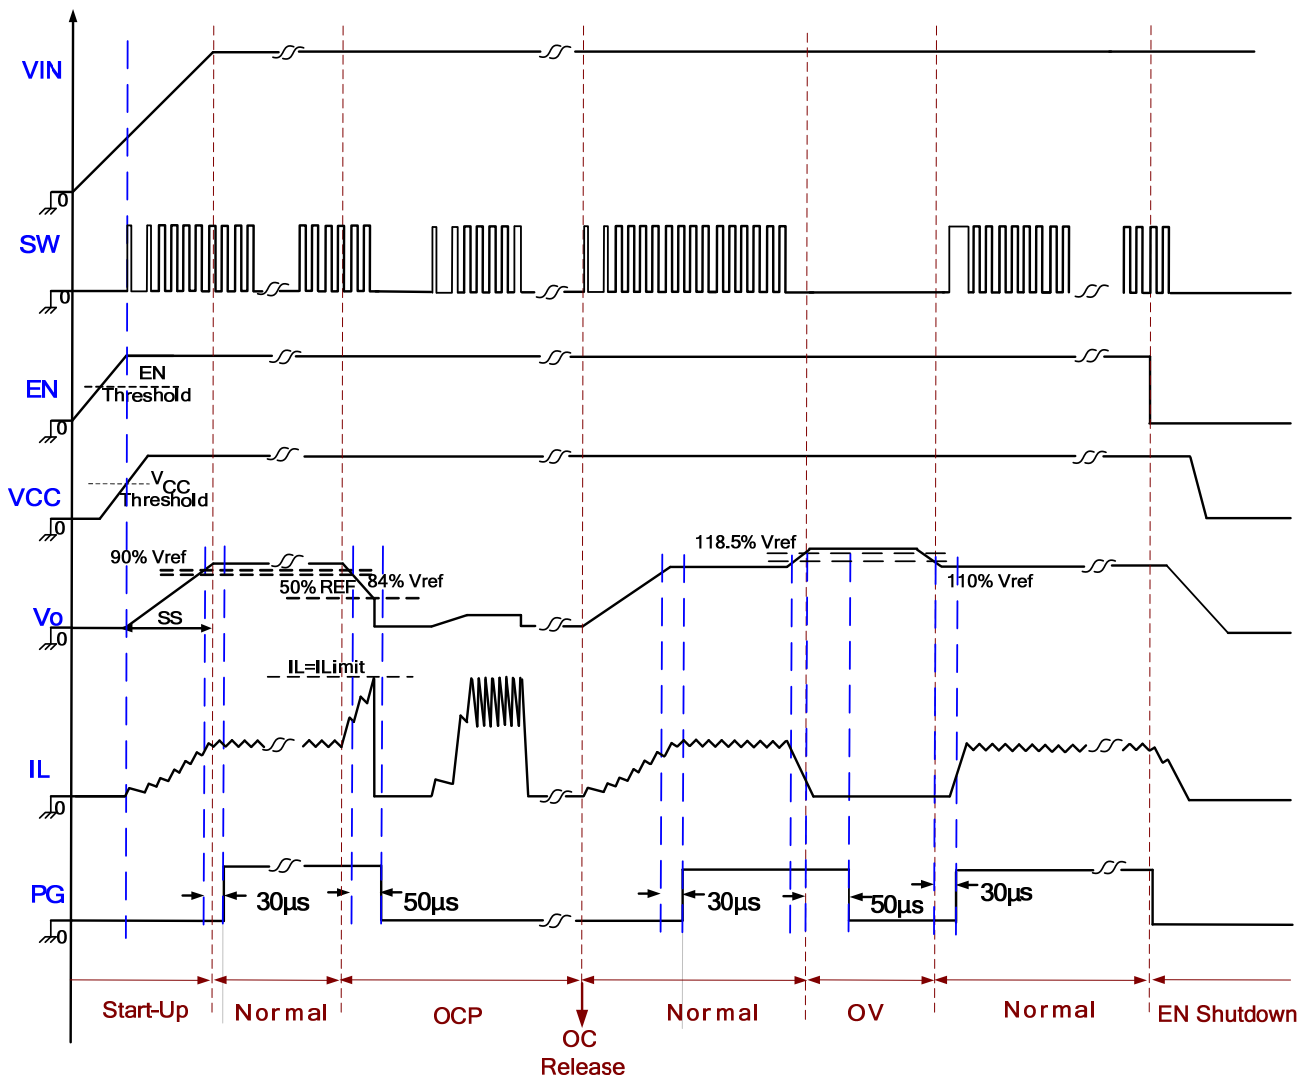 VIN
0
SW
0
EN
Threshold
EN
0
V
CC
Threshold
VCC
0
90% Vref
118.5% Vref
50% REF
84% Vref
110% Vref
Vo
SS
0
IL=ILimit
IL
0
PG
30µs
50µs
30µs
50µs
30µs
0
Start-Up
Normal
OCP
Normal
OV
Normal
EN Shutdown
OC
Release